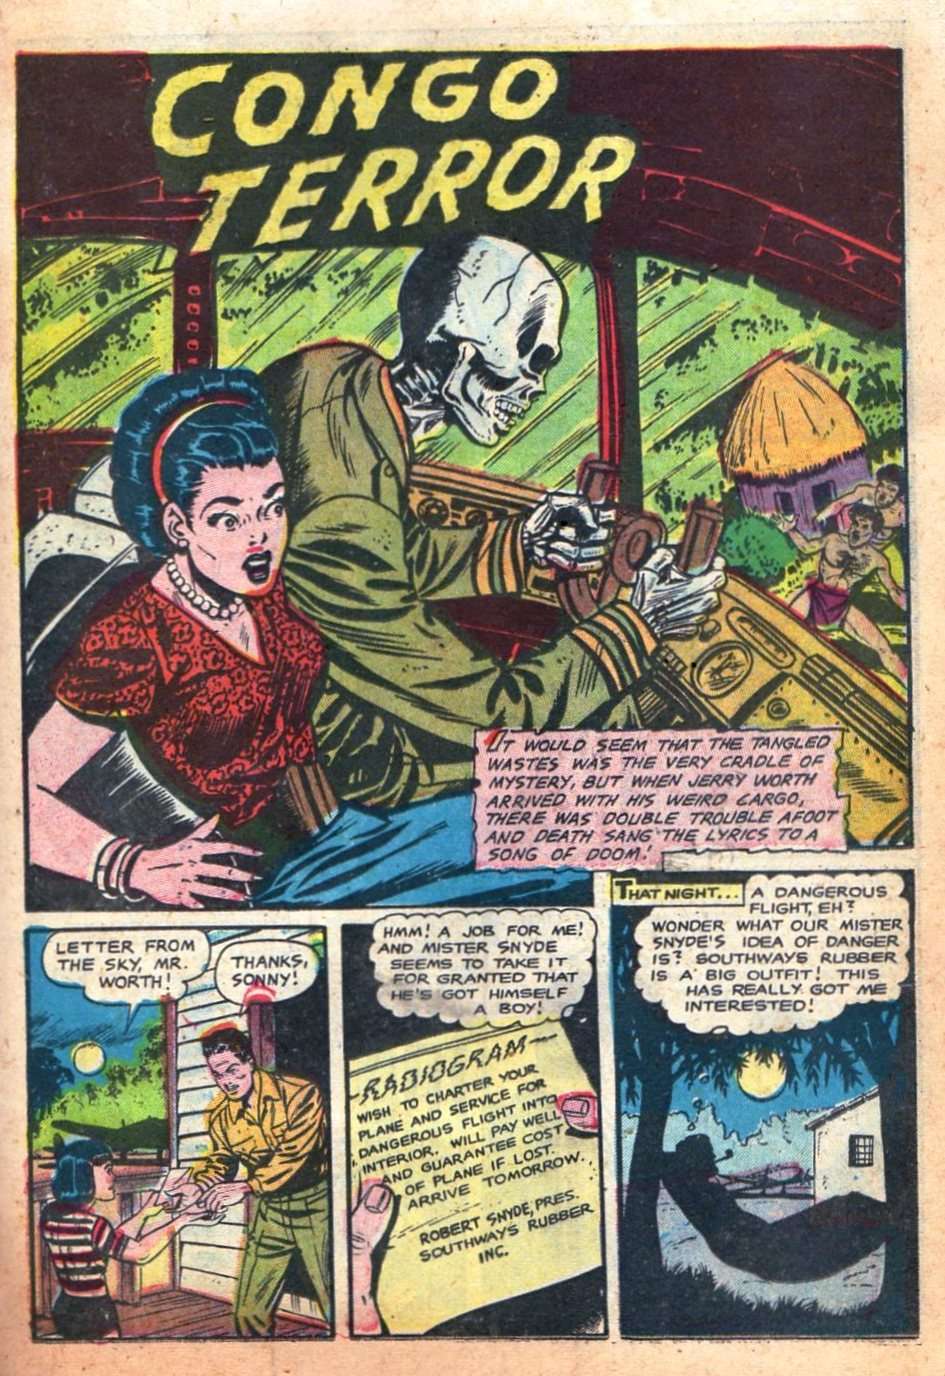 CONGO
TERROR
IT WOULD SEEM THAT THE TANGLED
WASTES WAS THE VERY CRADLE OF
MYSTERY, BUT WHEN JERRY WORTH
ARRIVED WITH HIS WEIRD CARGO,
THERE WAS DOUBLE TROUBLE AFOOT
AND DEATH SANG THE LYRICS TO A
SONG OF DOOM!
LETTER FROM
THE SKY, MR.
WORTH!
THANKS,
SONNY!
HMM! A JOB FOR ME!
AND MISTER SNYDE
SEEMS TO TAKE IT
FOR GRANTED THAT
HE'S GOT HIMSELF
A BOY!
RADIOGRAM
WISH TO CHARTER YOUR
PLANE AND SERVICE FOR
DANGEROUS FLIGHT INTO
INTERIOR. WILL PAY WELL
AND GUARANTEE COST
OF PLANE IF LOST.
ARRIVE TOMORROW.
ROBERT SNYDE, PRES.
SOUTHWAYS RUBBER
INC.
THAT NIGHT...
A DANGEROUS
FLIGHT, EH?
WONDER WHAT OUR MISTER
SNYDE'S IDEA OF DANGER
IS? SOUTHWAYS RUBBER
IS A BIG OUTFIT! THIS
HAS REALLY GOT ME
INTERESTED!